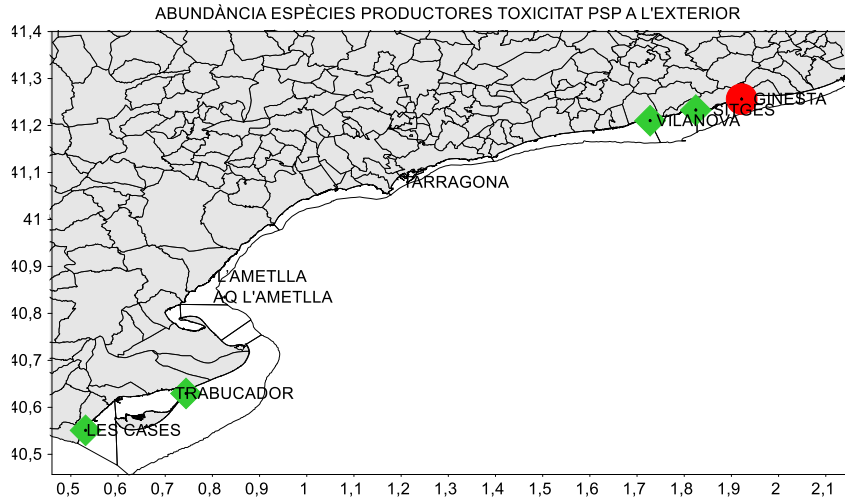 ABUNDÀNCIA ESPÈCIES PRODUCTORES TOXICITAT PSP A L'EXTERIOR
41,4
41,3
41,2
41,1
41
40,9
40,8
40,7
40,6
40,5
GINESTA
SITGES
VILANOVA
TARRAGONA
L'AMETLLA
AQ L'AMETLLA
TRABUCADOR
LES CASES
0,5 0,6 0,7 0,8 0,9 1 1,1 1,2 1,3 1,4 1,5 1,6 1,7 1,8 1,9 2 2,1